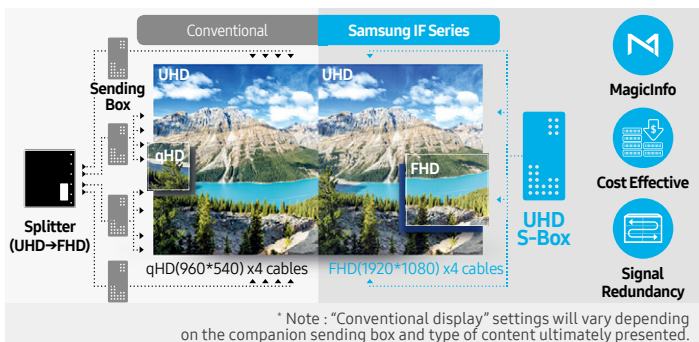 Conventional
Samsung IF Series
UHD
UHD
Sending
Box
qHD
FHD
Splitter
(UHD→FHD)
UHD
S-Box
qHD(960*540) x4 cables
FHD(1920*1080) x4 cables
MagicInfo
$
Cost Effective
Signal
Redundancy
* Note : “Conventional display” settings will vary depending
on the companion sending box and type of content ultimately presented.